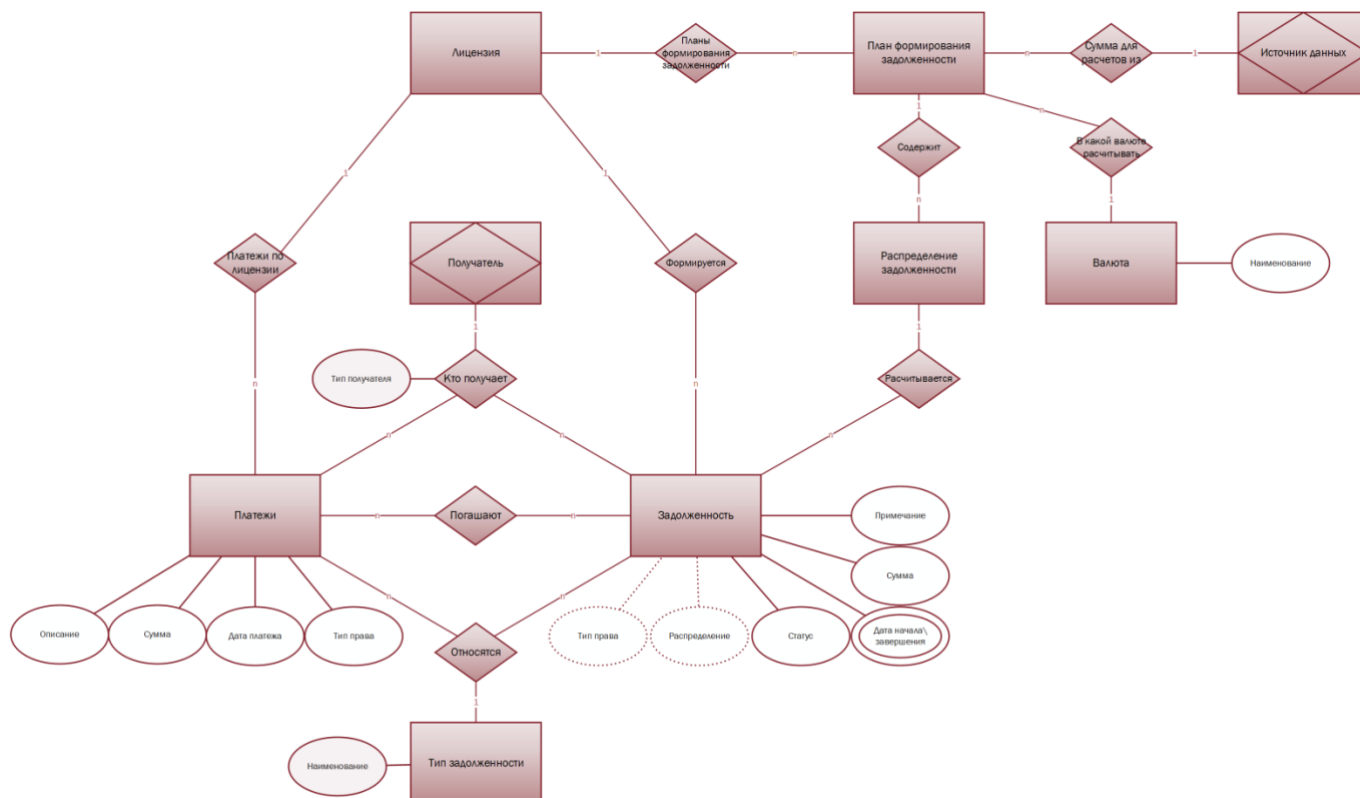 Лицензия
1
Планы
формирования
задолженности
n
План формирования
задолженности
n
Сумма для
расчетов из
1
Источник данных
1
n
Содержит
В какой валюте
расчитывать
1
1
n
1
Платежи по
лицензии
Получатель
Формируется
Распределение
задолженности
Валюта
Наименование
1
1
n
Тип получателя
Кто получает
n
Расчитывается
n
n
n
Платежи
n
Погашают
n
Задолженность
Примечание
Сумма
n
n
Описание
Сумма
Дата платежа
Тип права
Относятся
Тип права
Распределение
Статус
Дата начала\
завершения
1
Наименование
Тип задолженности